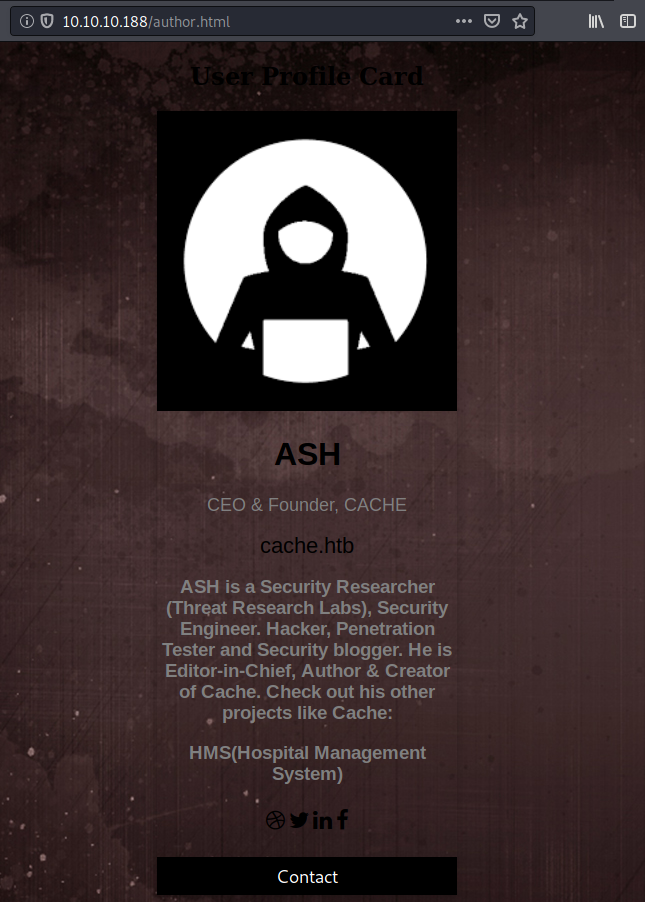 10.10.10.188/author.html
User Profile Card
ASH
CEO & Founder, CACHE
cache.htb
ASH is a Security Researcher
(Threat Research Labs), Security
Engineer. Hacker, Penetration
Tester and Security blogger. He is
Editor-in-Chief, Author & Creator
of Cache. Check out his other
projects like Cache:
HMS(Hospital Management
System)
Contact